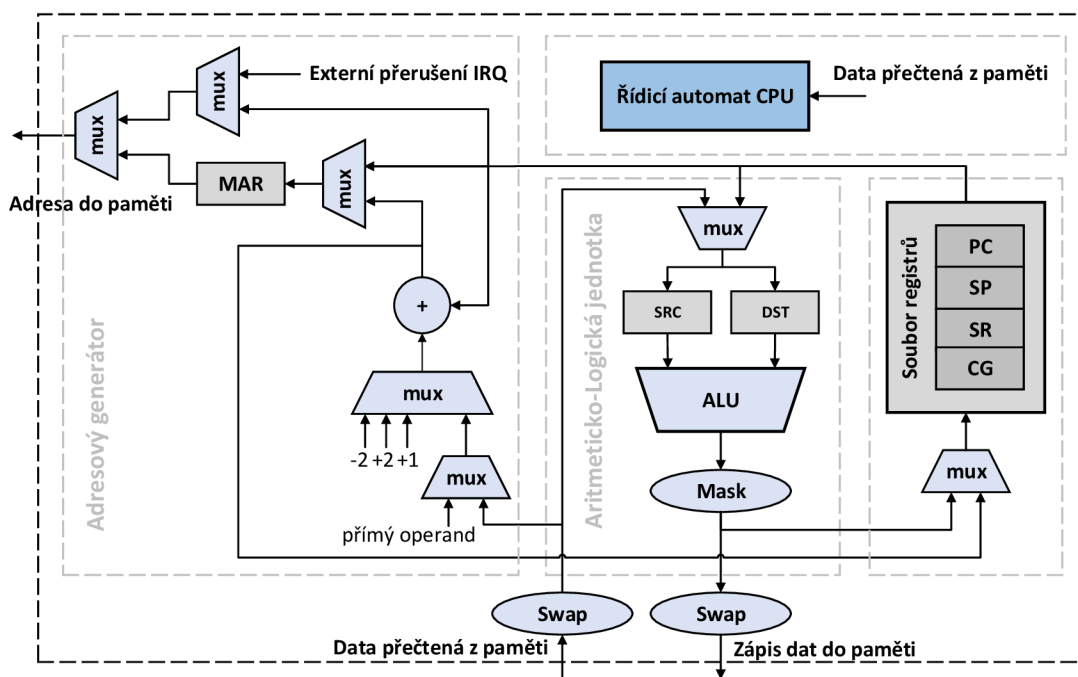 mux
Externí přerušení IRQ
mux
Adresa do paměti
MAR
mux
+
mux
-2 +2 +1
mux
přímý operand
Adresový generátor
Řídicí automat CPU
Data přečtená z paměti
mux
SRC
DST
ALU
Mask
Aritmeticko-Logická jednotka
Soubor registrů
PC
SP
SR
CG
mux
Swap
Swap
Data přečtená z paměti
Zápis dat do paměti